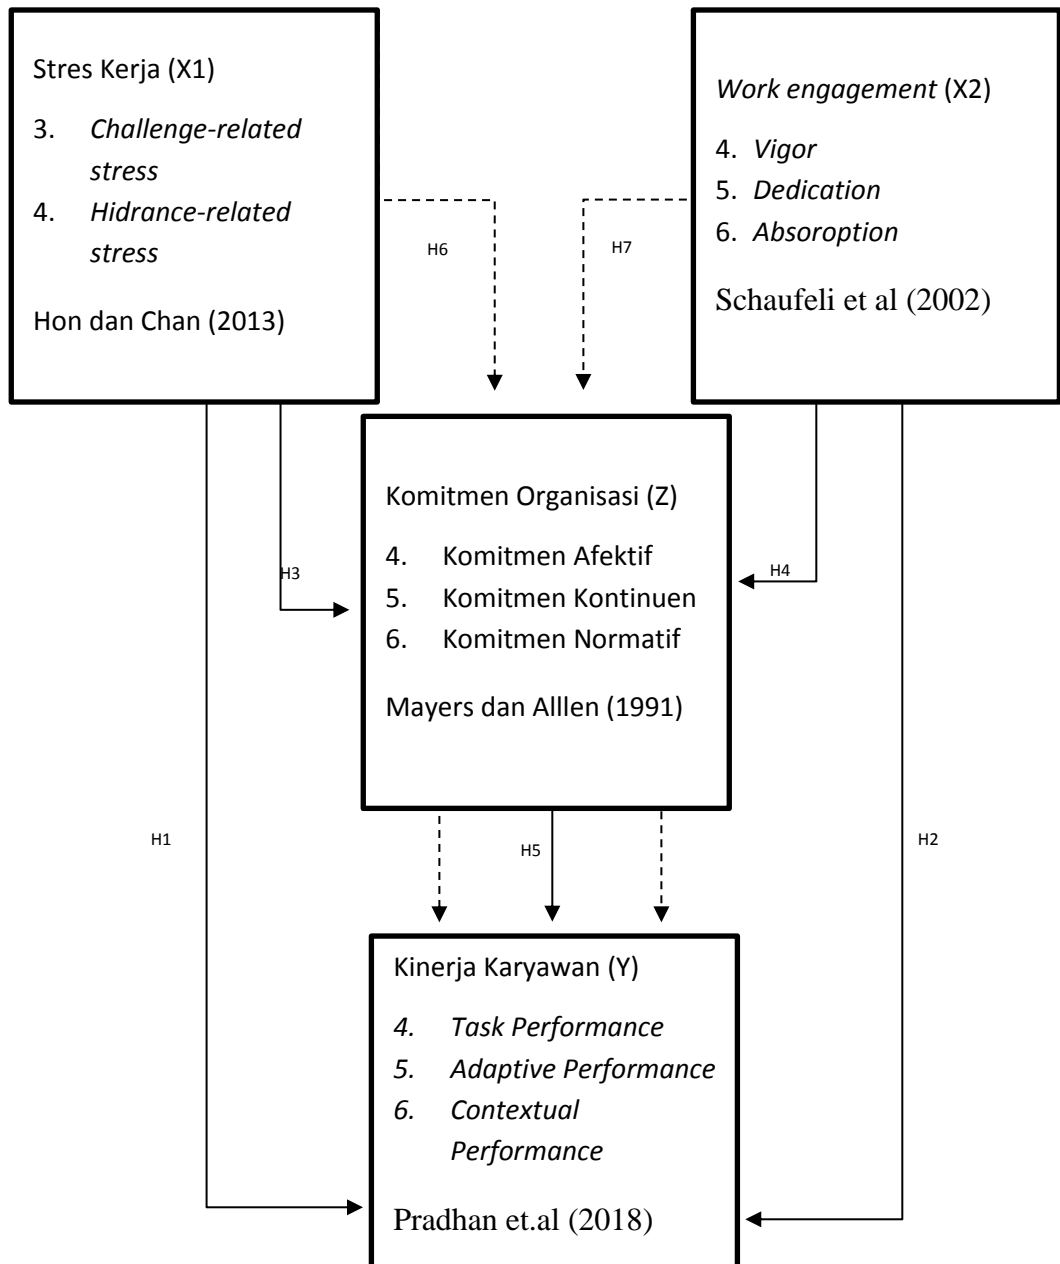 Stres Kerja (X1)
3. Challenge-related
stress
4. Hidrance-related
stress
Hon dan Chan (2013)
Work engagement (X2)
4. Vigor
5. Dedication
6. Absoroption
Schaufeli et al (2002)
H6
H7
Komitmen Organisasi (Z)
4. Komitmen Afektif
5. Komitmen Kontinuen
6. Komitmen Normatif
Mayers dan Alllen (1991)
H3
H4
H1
H5
H2
Kinerja Karyawan (Y)
4. Task Performance
5. Adaptive Performance
6. Contextual
Performance
Pradhan et.al (2018)